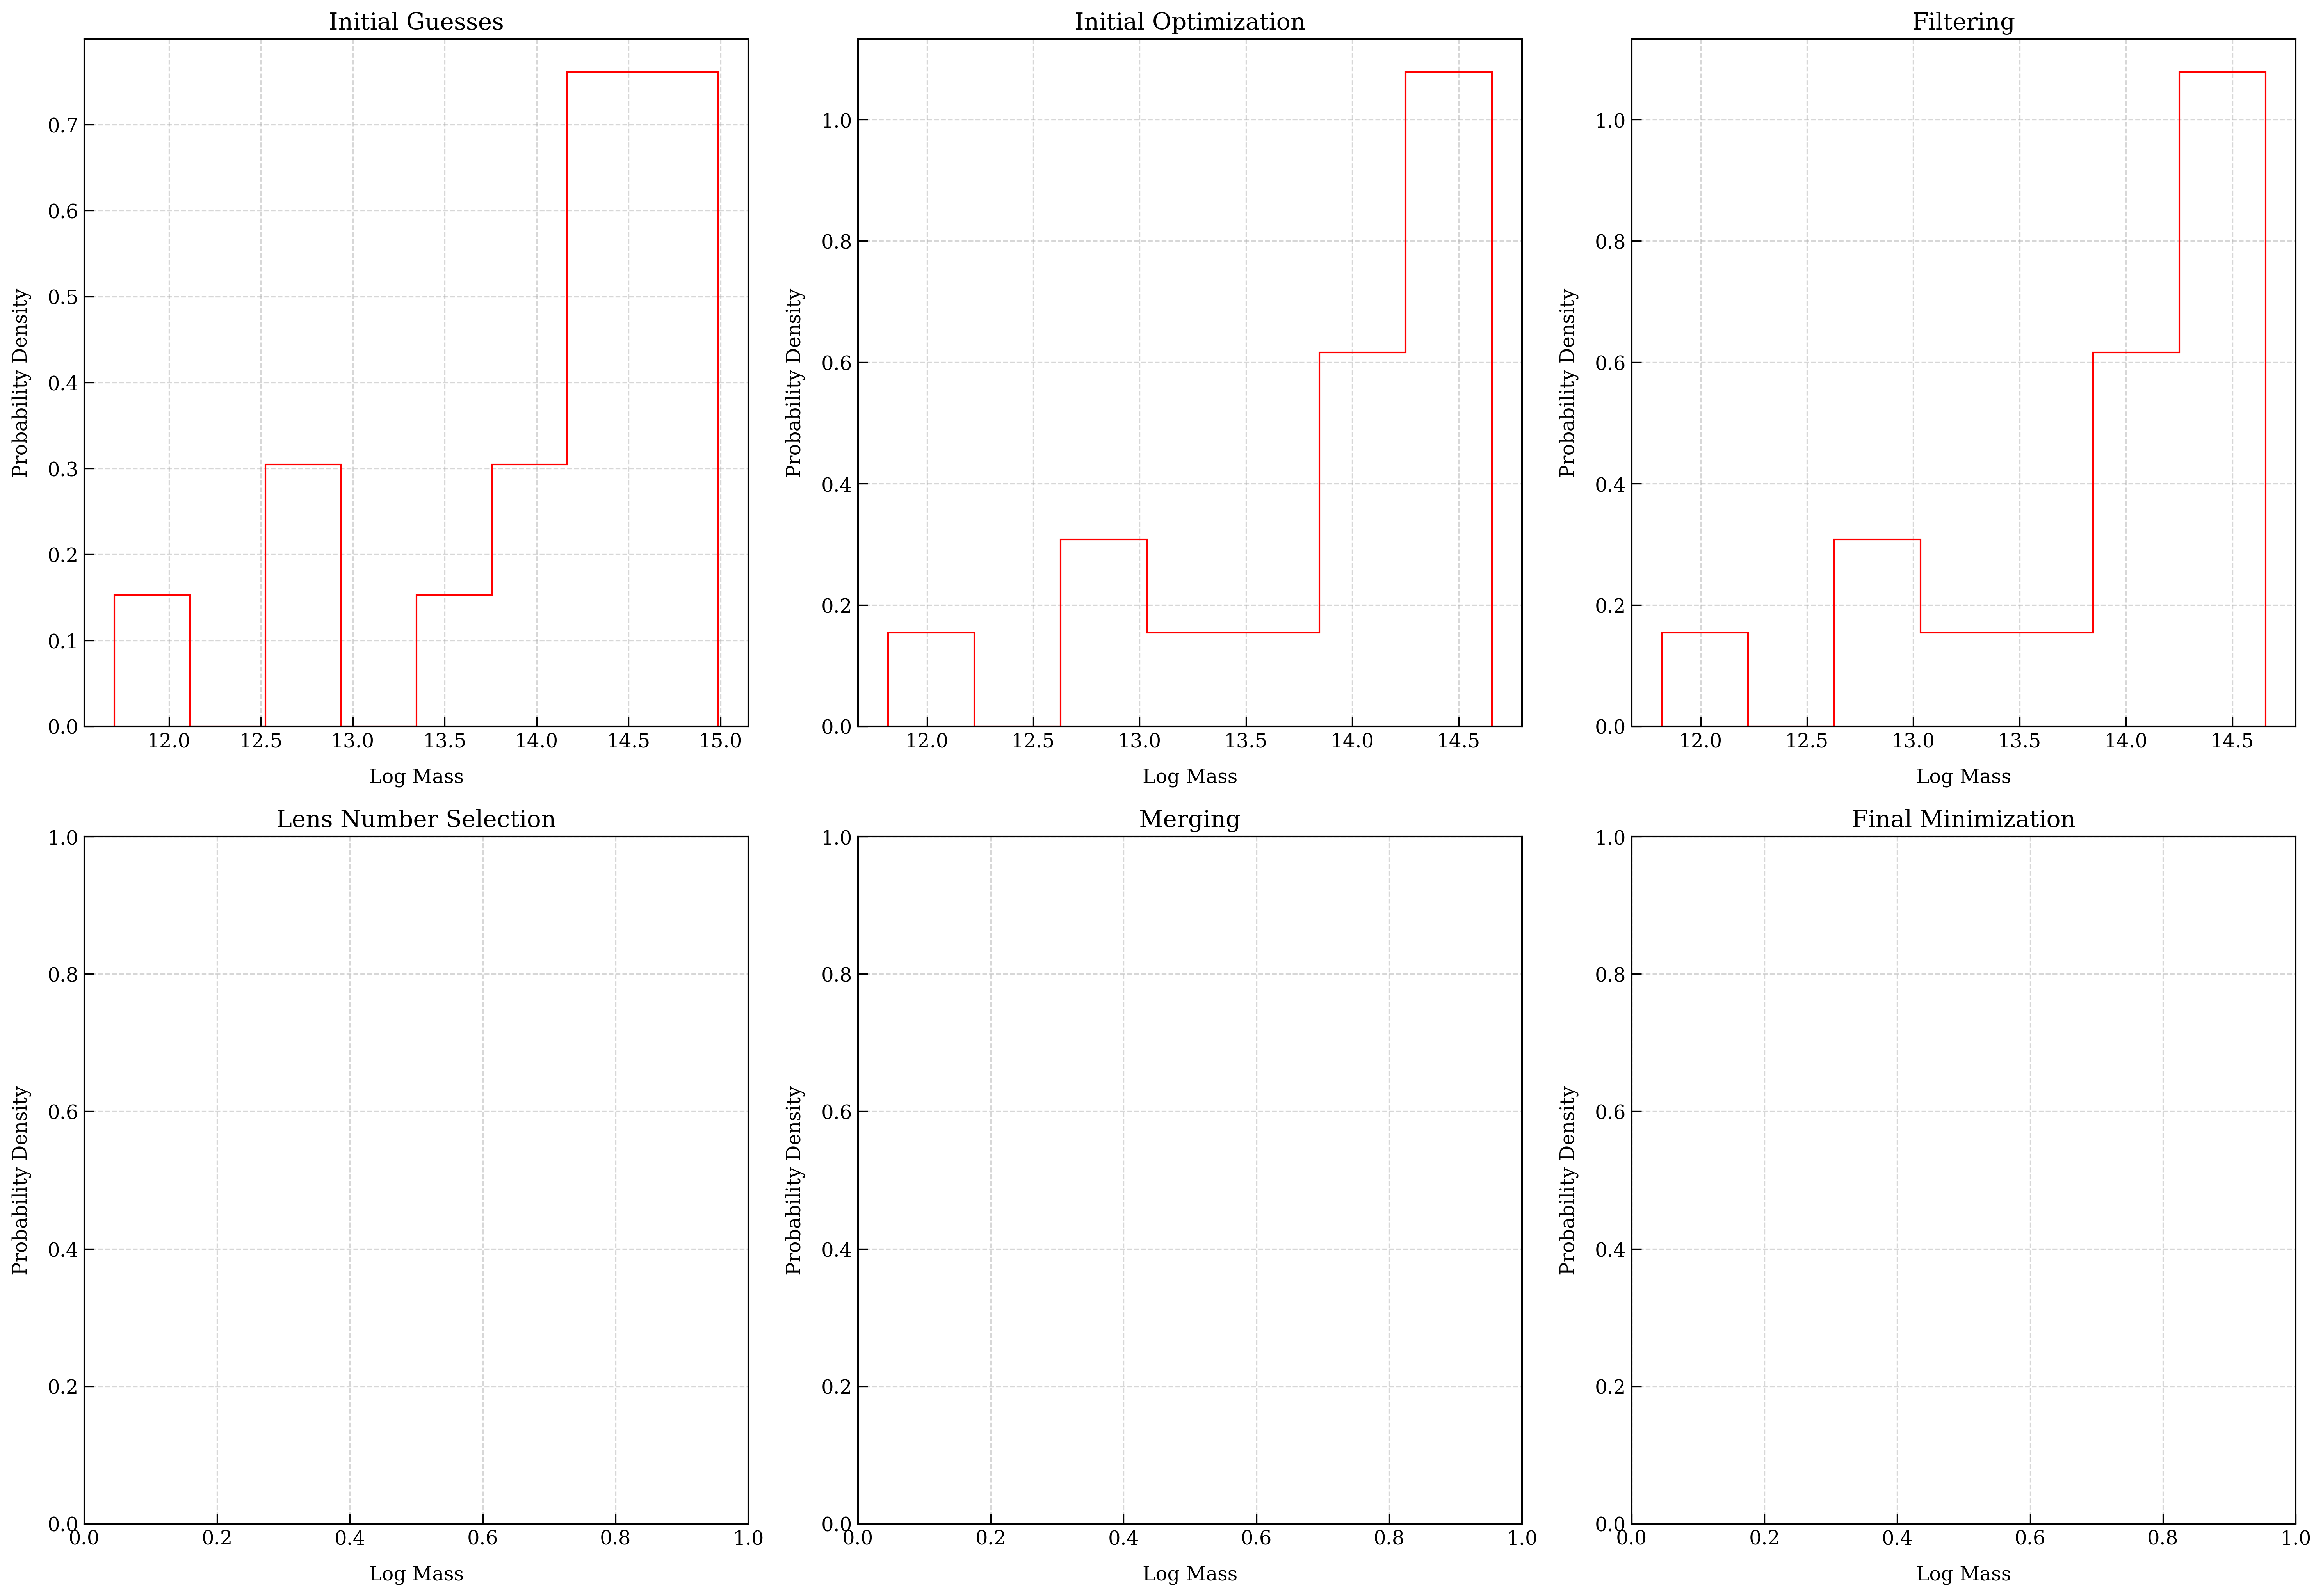 Initial Guesses
Probability Density
0.7
0.6
0.5
0.4
0.3
0.2
0.1
0.0
12.0 12.5 13.0 13.5 14.0 14.5 15.0
Log Mass
Initial Optimization
Probability Density
1.0
0.8
0.6
0.4
0.2
0.0
12.0 12.5 13.0 13.5 14.0 14.5
Log Mass
Filtering
Probability Density
1.0
0.8
0.6
0.4
0.2
0.0
12.0 12.5 13.0 13.5 14.0 14.5
Log Mass
Lens Number Selection
Probability Density
1.0
0.8
0.6
0.4
0.2
0.0
0.0 0.2 0.4 0.6 0.8 1.0
Log Mass
Merging
Probability Density
1.0
0.8
0.6
0.4
0.2
0.0
0.0 0.2 0.4 0.6 0.8 1.0
Log Mass
Final Minimization
Probability Density
1.0
0.8
0.6
0.4
0.2
0.0
0.0 0.2 0.4 0.6 0.8 1.0
Log Mass